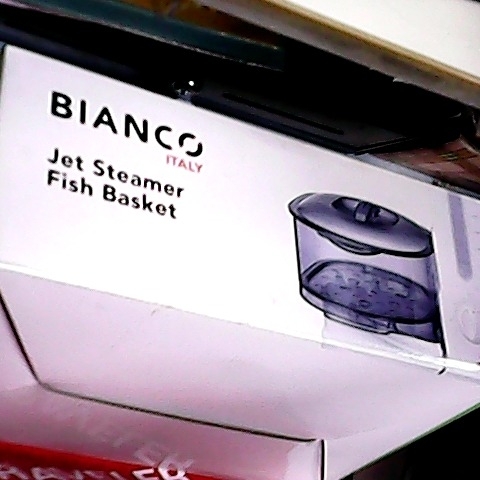 BIANCO
ITALY
Jet Steamer
Fish Basket